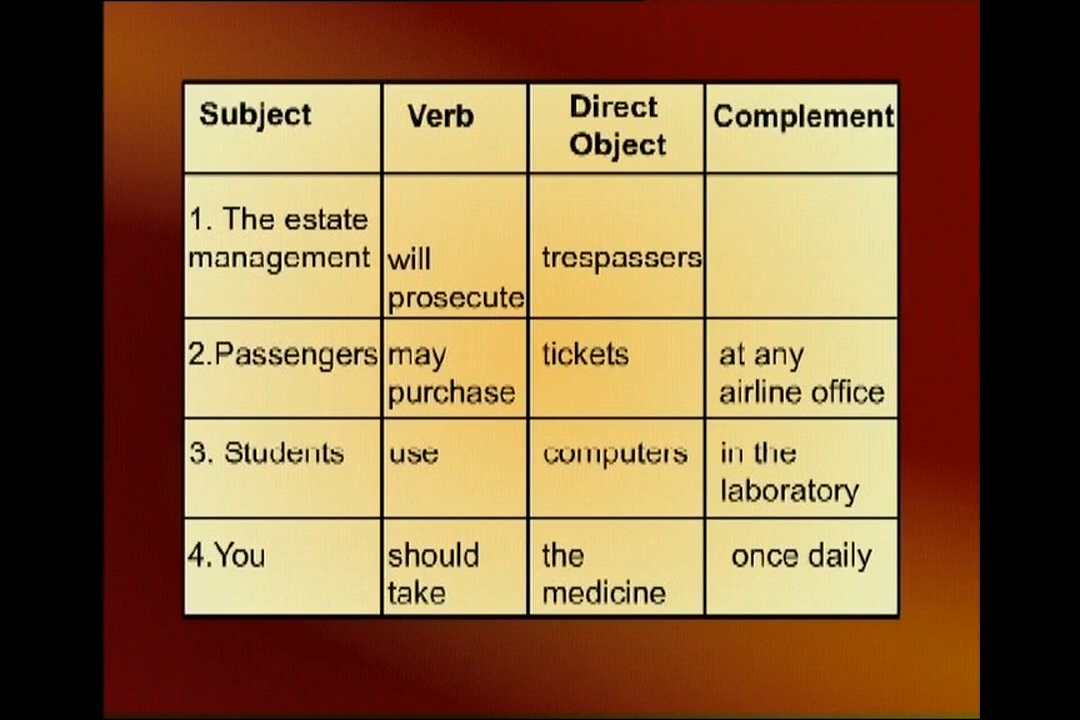 Subject
Verb
Direct
Object
Complement
1. The estate
management
will
prosecute
trespassers
2.Passengers
may
purchase
tickets
at any
airline office
3. Students
use
computers
in the
laboratory
4.You
should
take
the
medicine
once daily